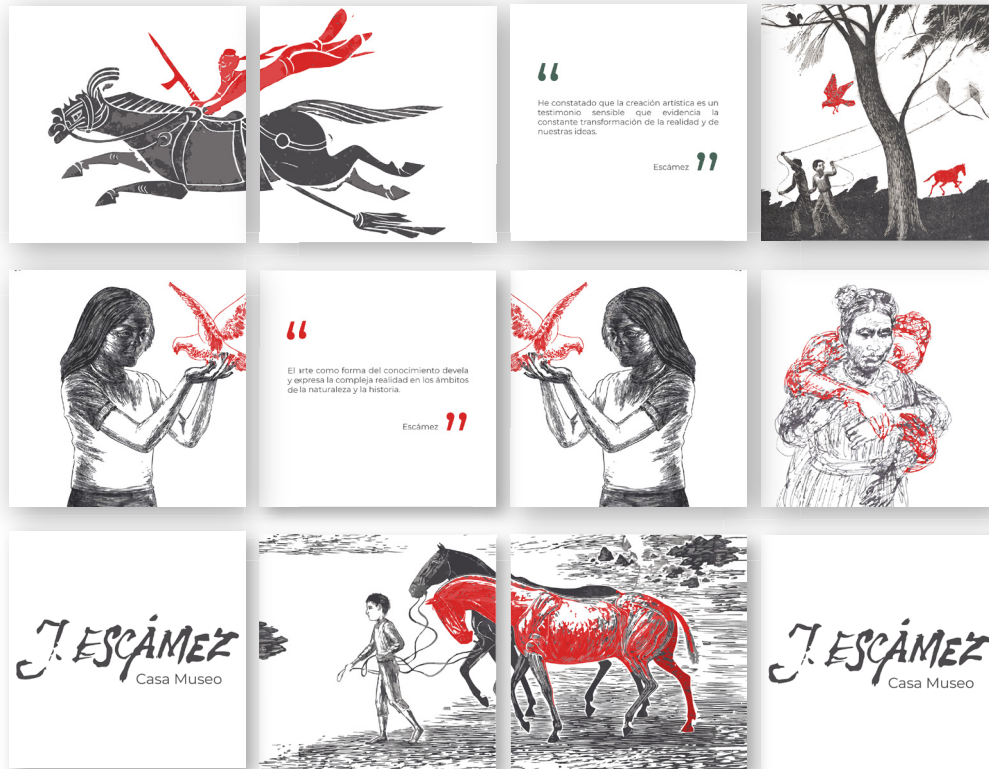 “
He constatado que la creación artística es un
testimonio sensible que evidencia la
constante transformación de la realidad y de
nuestras ideas.
Escámez ”
“
El arte como forma del conocimiento devela
y expresa la compleja realidad en los ámbitos
de la naturaleza y la historia.
Escámez ”
J. ESCÁMEZ
Casa Museo
J. ESCÁMEZ
Casa Museo